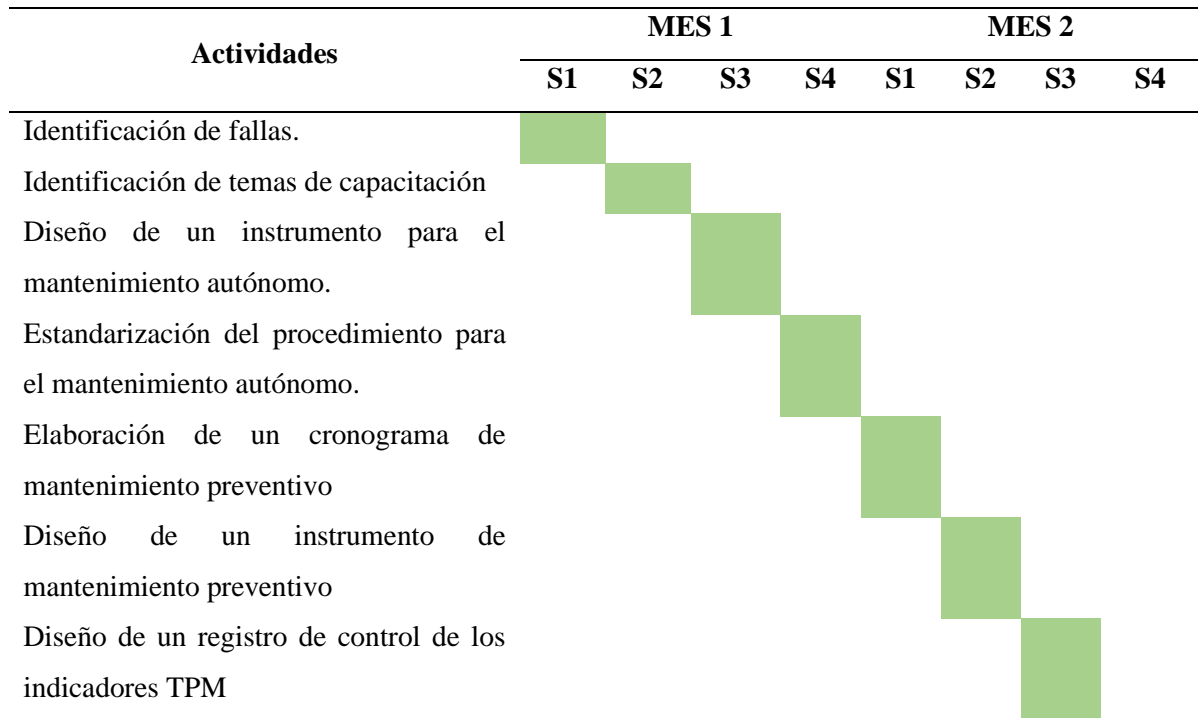 Actividades
MES 1 MES 2
S1 S2 S3 S4 S1 S2 S3 S4
Identificación de fallas.
Identificación de temas de capacitación
Diseño de un instrumento para el
mantenimiento autónomo.
Estandarización del procedimiento para
el mantenimiento autónomo.
Elaboración de un cronograma de
mantenimiento preventivo
Diseño de un instrumento de
mantenimiento preventivo
Diseño de un registro de control de los
indicadores TPM